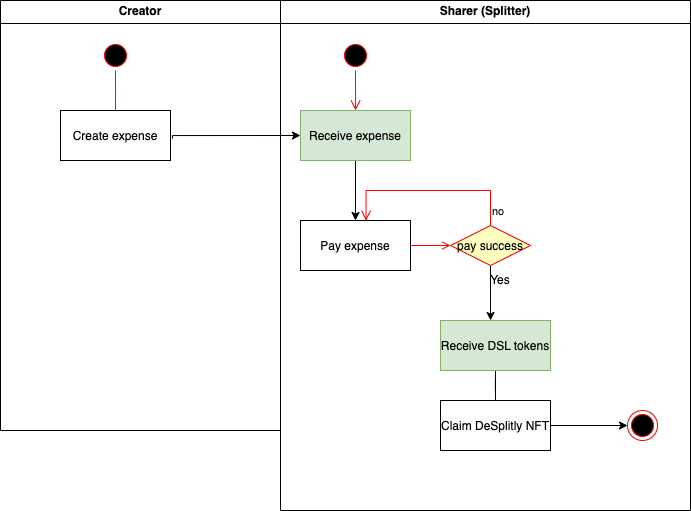 Creator
Sharer (Splitter)
Create expense
Receive expense
no
Pay expense
pay success
Yes
Receive DSL tokens
Claim DeSplitly NFT